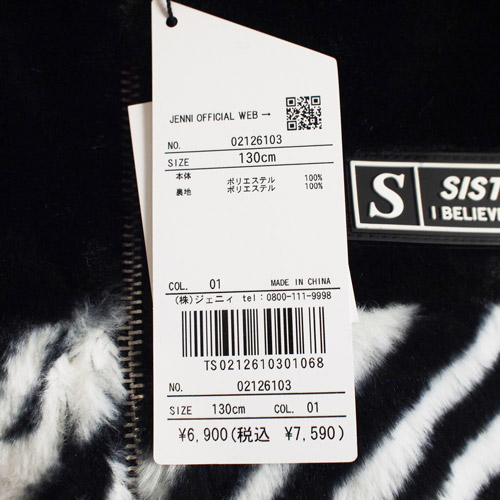 JENNI OFFICIAL WEB →
NO. 02126103
SIZE 130cm
本体 ポリエステル 100%
裏地 ポリエステル 100%
COL. 01 MADE IN CHINA
(株)ジェニィ tel：0800-111-9998
TS0212610301068
NO. 02126103
SIZE 130cm COL. 01
¥6,900(税込 ¥7,590)
S
SIST
I BELIEVE